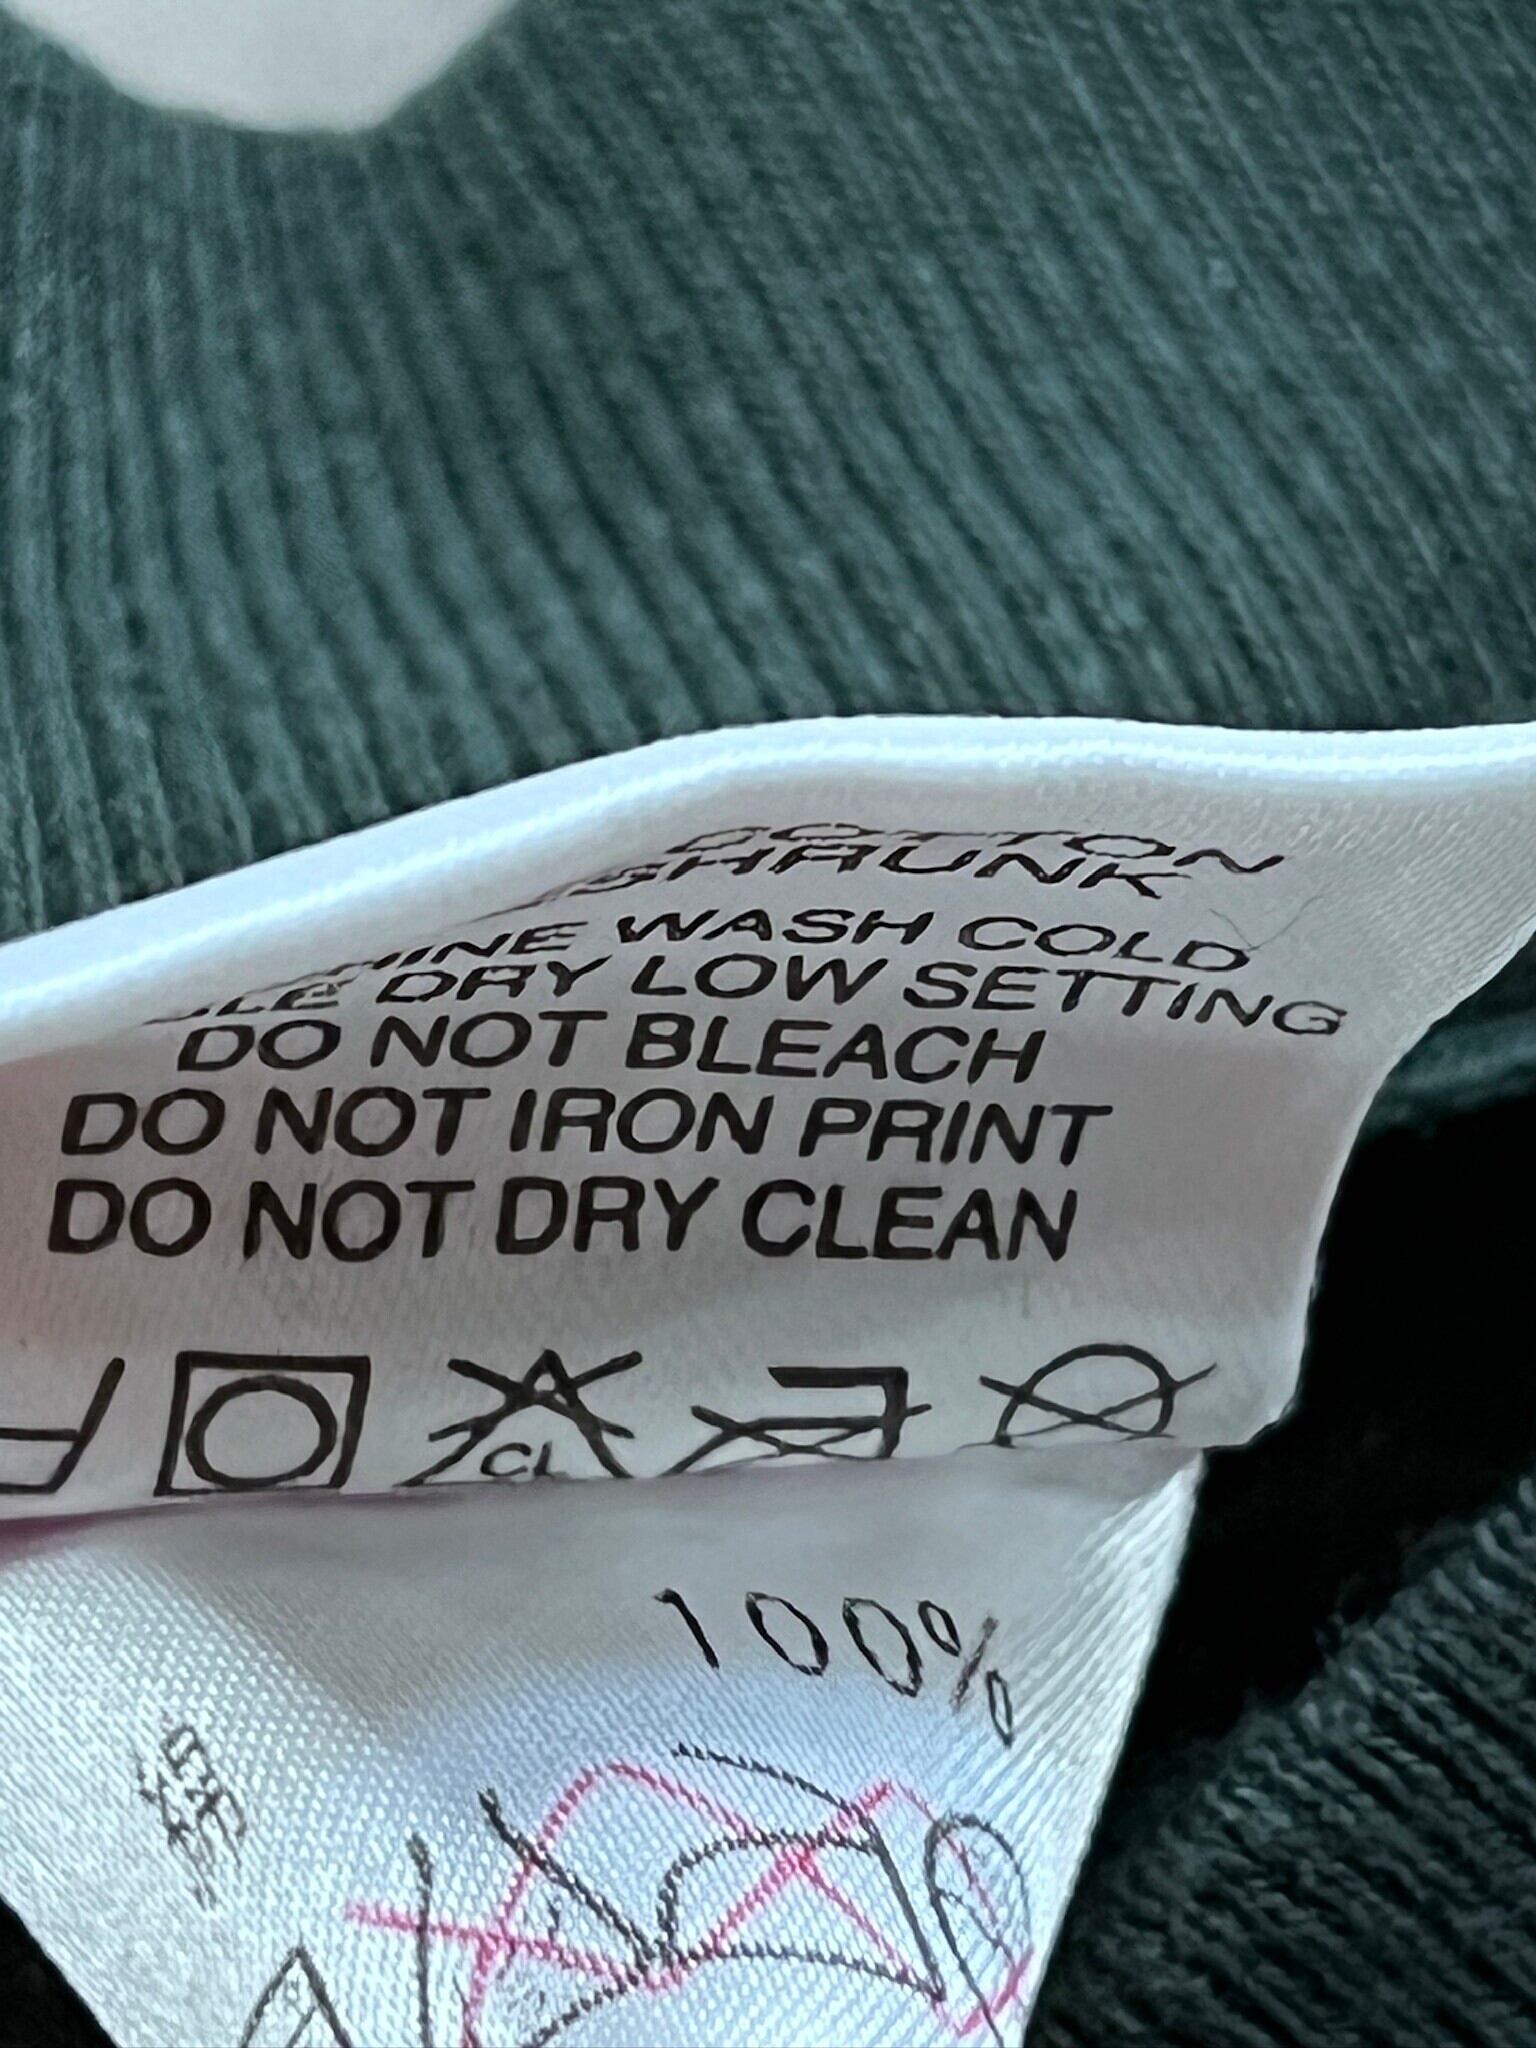 COTTON
SHRUNK
WASH COLD
DRY LOW SETTING
DO NOT BLEACH
DO NOT IRON PRINT
DO NOT DRY CLEAN
CL
100%